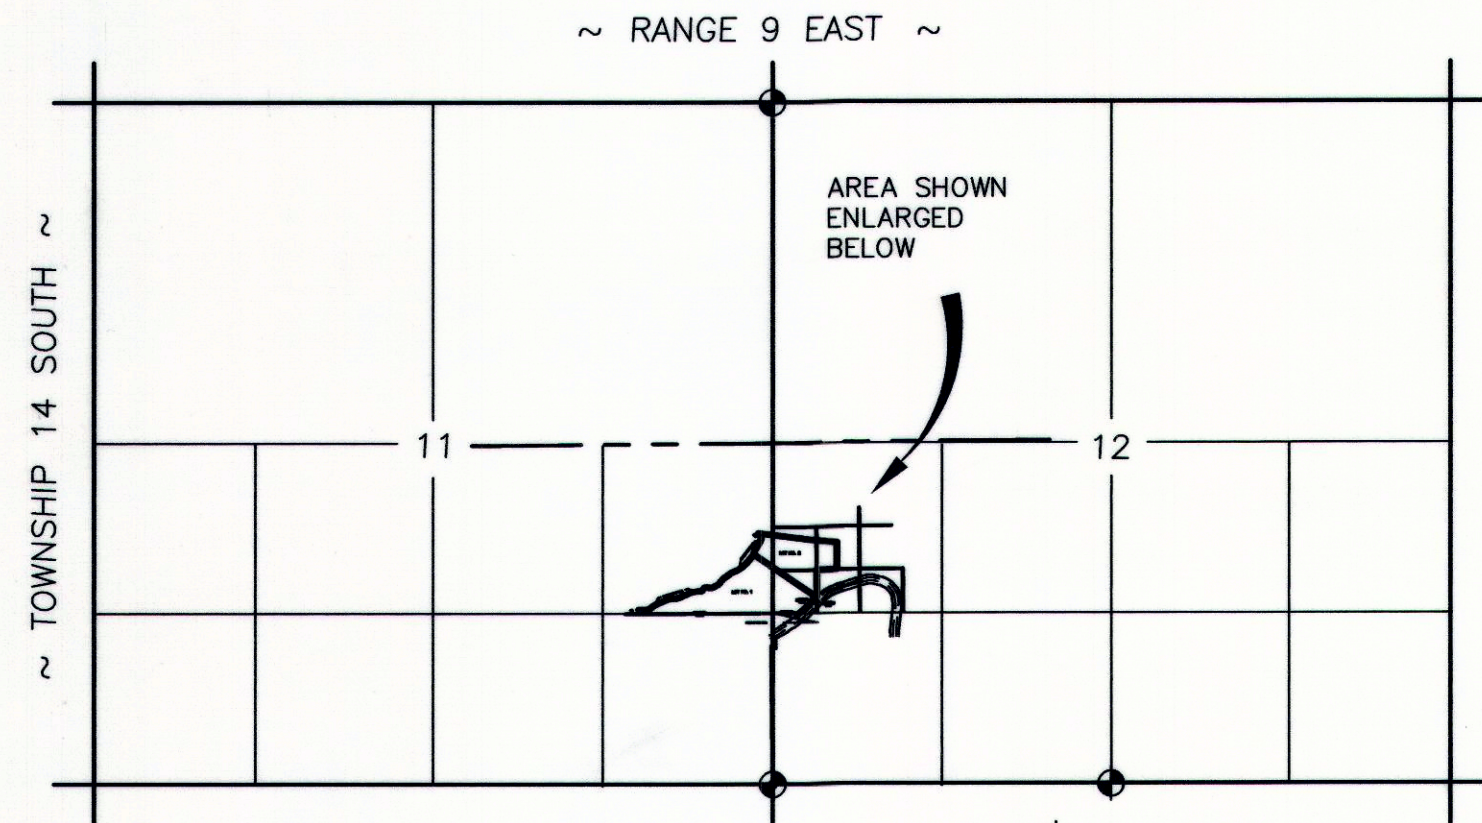 ~ RANGE 9 EAST ~
~ TOWNSHIP 14 SOUTH ~
AREA SHOWN
ENLARGED
BELOW
11
12